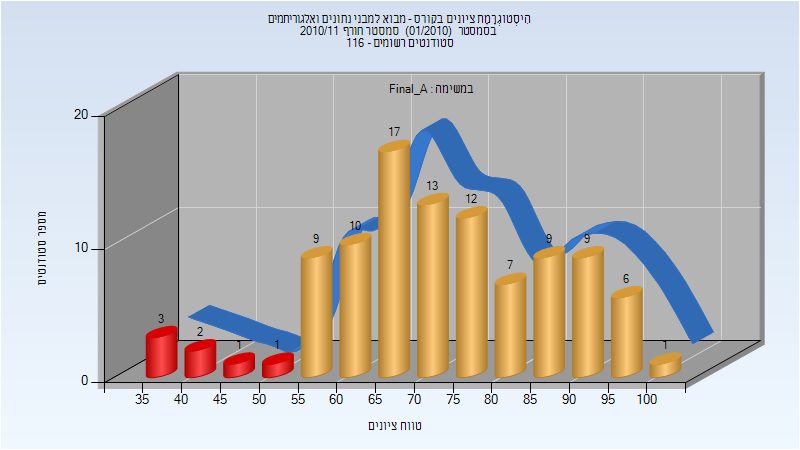 הִיסְטוֹגְרָמַת ציונים בקורס - מבוא למבני נתונים ואלגוריתמים
בסמסטר (01/2010) סמסטר חורף 2010/11
סטודנטים רשומים - 116
במשימה : Final_A
20
10
0
מספר סטודנטים
3
2
1
1
9
10
17
13
12
7
9
9
6
1
35 40 45 50 55 60 65 70 75 80 85 90 95 100
טווח ציונים